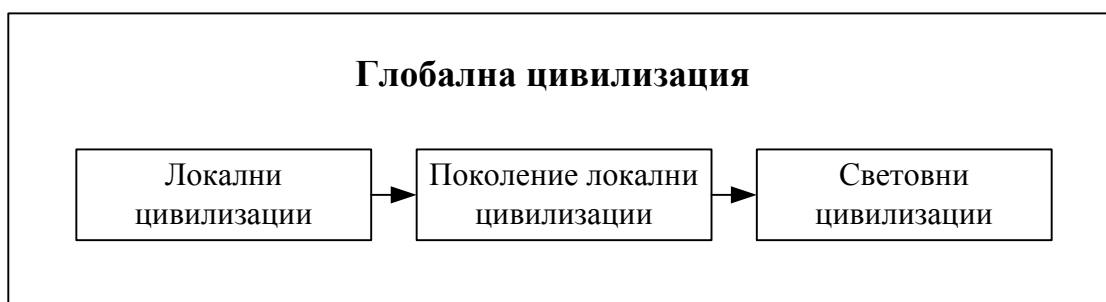 Глобална цивилизация
Локални
цивилизации
Поколение локални
цивилизации
Световни
цивилизации